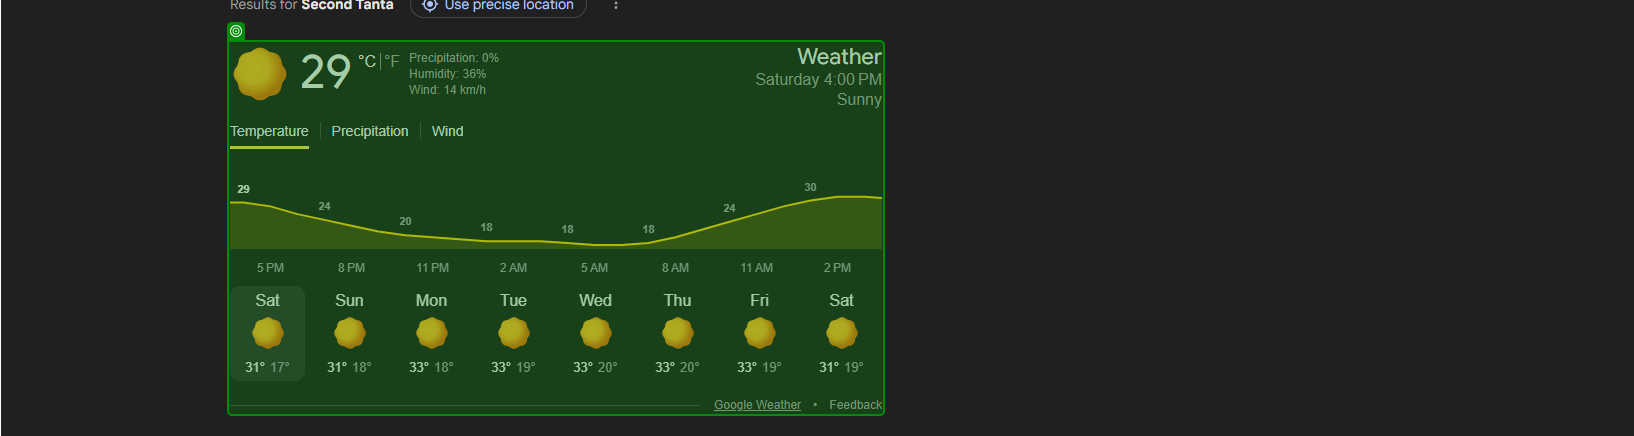 Results for Second Tanta Use precise location
29 °C | °F
Precipitation: 0%
Humidity: 36%
Wind: 14 km/h
Weather
Saturday 4:00 PM
Sunny
Temperature Precipitation Wind
29 24 20 18 18 18 24 30
5 PM 8 PM 11 PM 2 AM 5 AM 8 AM 11 AM 2 PM
Sat Sun Mon Tue Wed Thu Fri Sat
31° 17° 31° 18° 33° 18° 33° 19° 33° 20° 33° 20° 33° 19° 31° 19°
Google Weather • Feedback